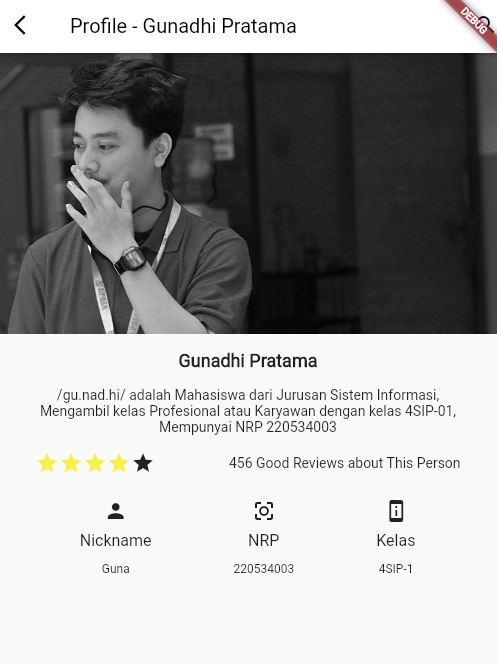 Profile - Gunadhi Pratama
DEBUG
Gunadhi Pratama
/gu.nad.hi/ adalah Mahasiswa dari Jurusan Sistem Informasi,
Mengambil kelas Profesional atau Karyawan dengan kelas 4SIP-01,
Mempunyai NRP 220534003
456 Good Reviews about This Person
Nickname
NRP
Kelas
Guna
220534003
4SIP-1